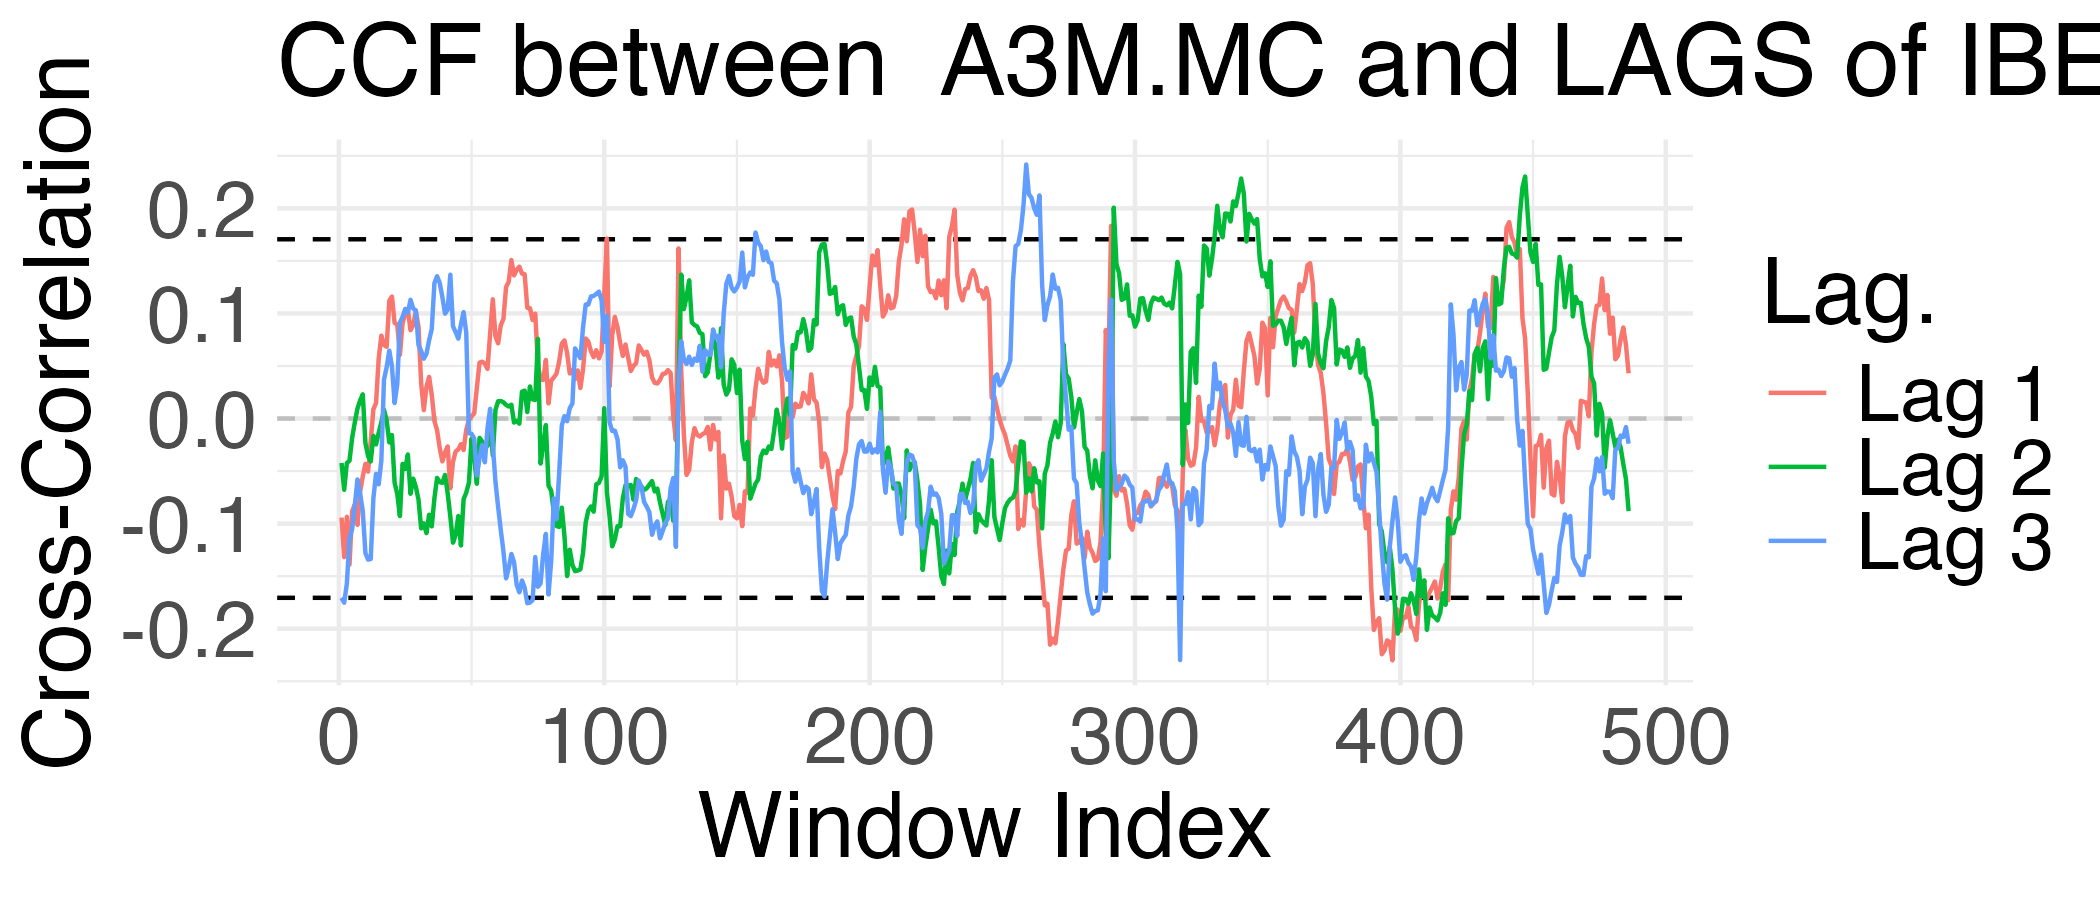 CCF between  A3M.MC and LAGS of IBE
Cross-Correlation
0.2
0.1
0.0
-0.1
-0.2
0 100 200 300 400 500
Window Index
Lag.
Lag 1
Lag 2
Lag 3